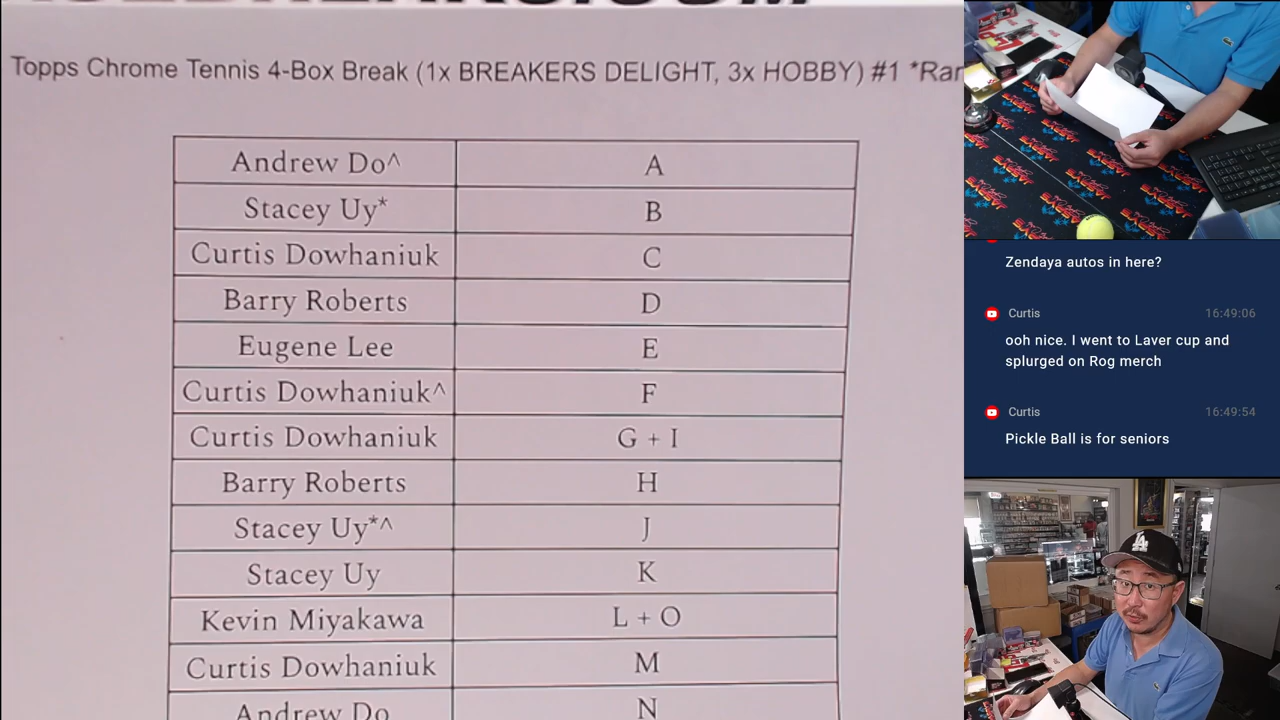 Topps Chrome Tennis 4-Box Break (1x BREAKERS DELIGHT, 3x HOBBY) #1 *Ran
Andrew Do^ A
Stacey Uy* B
Curtis Dowhaniuk C
Barry Roberts D
Eugene Lee E
Curtis Dowhaniuk^ F
Curtis Dowhaniuk G + I
Barry Roberts H
Stacey Uy*^ J
Stacey Uy K
Kevin Miyakawa L + O
Curtis Dowhaniuk M
Andrew Do N
Zendaya autos in here?
Curtis 16:49:06
ooh nice. I went to Laver cup and
splurged on Rog merch
Curtis 16:49:54
Pickle Ball is for seniors
LA